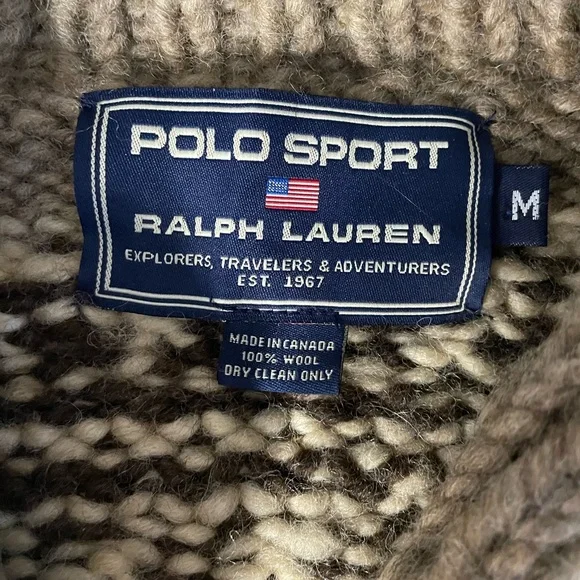 POLO SPORT
RALPH LAUREN
EXPLORERS, TRAVELERS & ADVENTURERS
EST. 1967
M
MADE IN CANADA
100% WOOL
DRY CLEAN ONLY